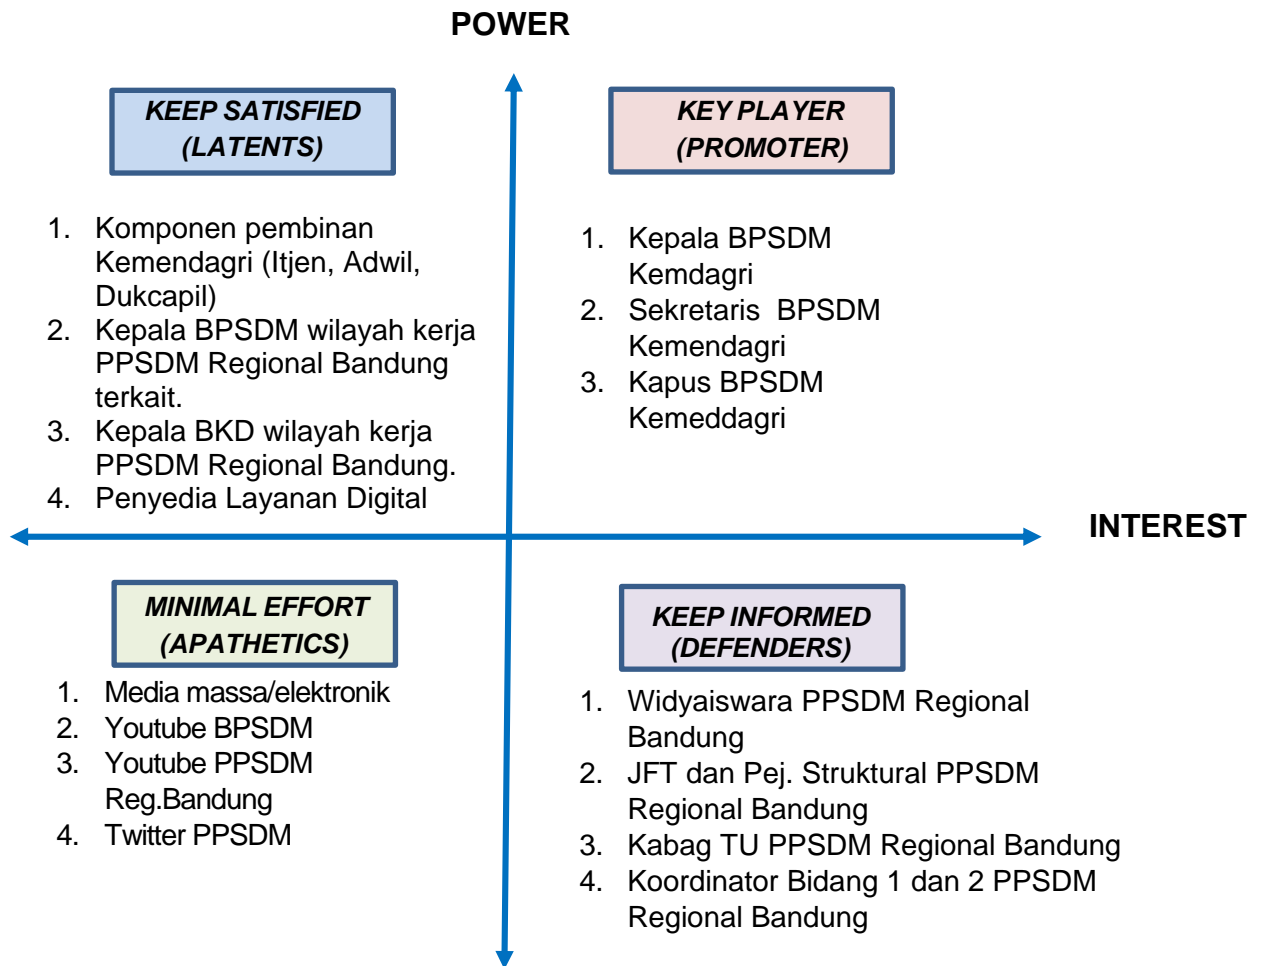 POWER
KEEP SATISFIED
(LATENTS)
1. Komponen pembinan
Kemendagri (Itjen, Adwil,
Dukcapil)
2. Kepala BPSDM wilayah kerja
PPSDM Regional Bandung
terkait.
3. Kepala BKD wilayah kerja
PPSDM Regional Bandung.
4. Penyedia Layanan Digital
KEY PLAYER
(PROMOTER)
1. Kepala BPSDM
Kemdagri
2. Sekretaris BPSDM
Kemendagri
3. Kapus BPSDM
Kemeddagri
INTEREST
MINIMAL EFFORT
(APATHETICS)
1. Media massa/elektronik
2. Youtube BPSDM
3. Youtube PPSDM
Reg.Bandung
4. Twitter PPSDM
KEEP INFORMED
(DEFENDERS)
1. Widyaiswara PPSDM Regional
Bandung
2. JFT dan Pej. Struktural PPSDM
Regional Bandung
3. Kabag TU PPSDM Regional Bandung
4. Koordinator Bidang 1 dan 2 PPSDM
Regional Bandung